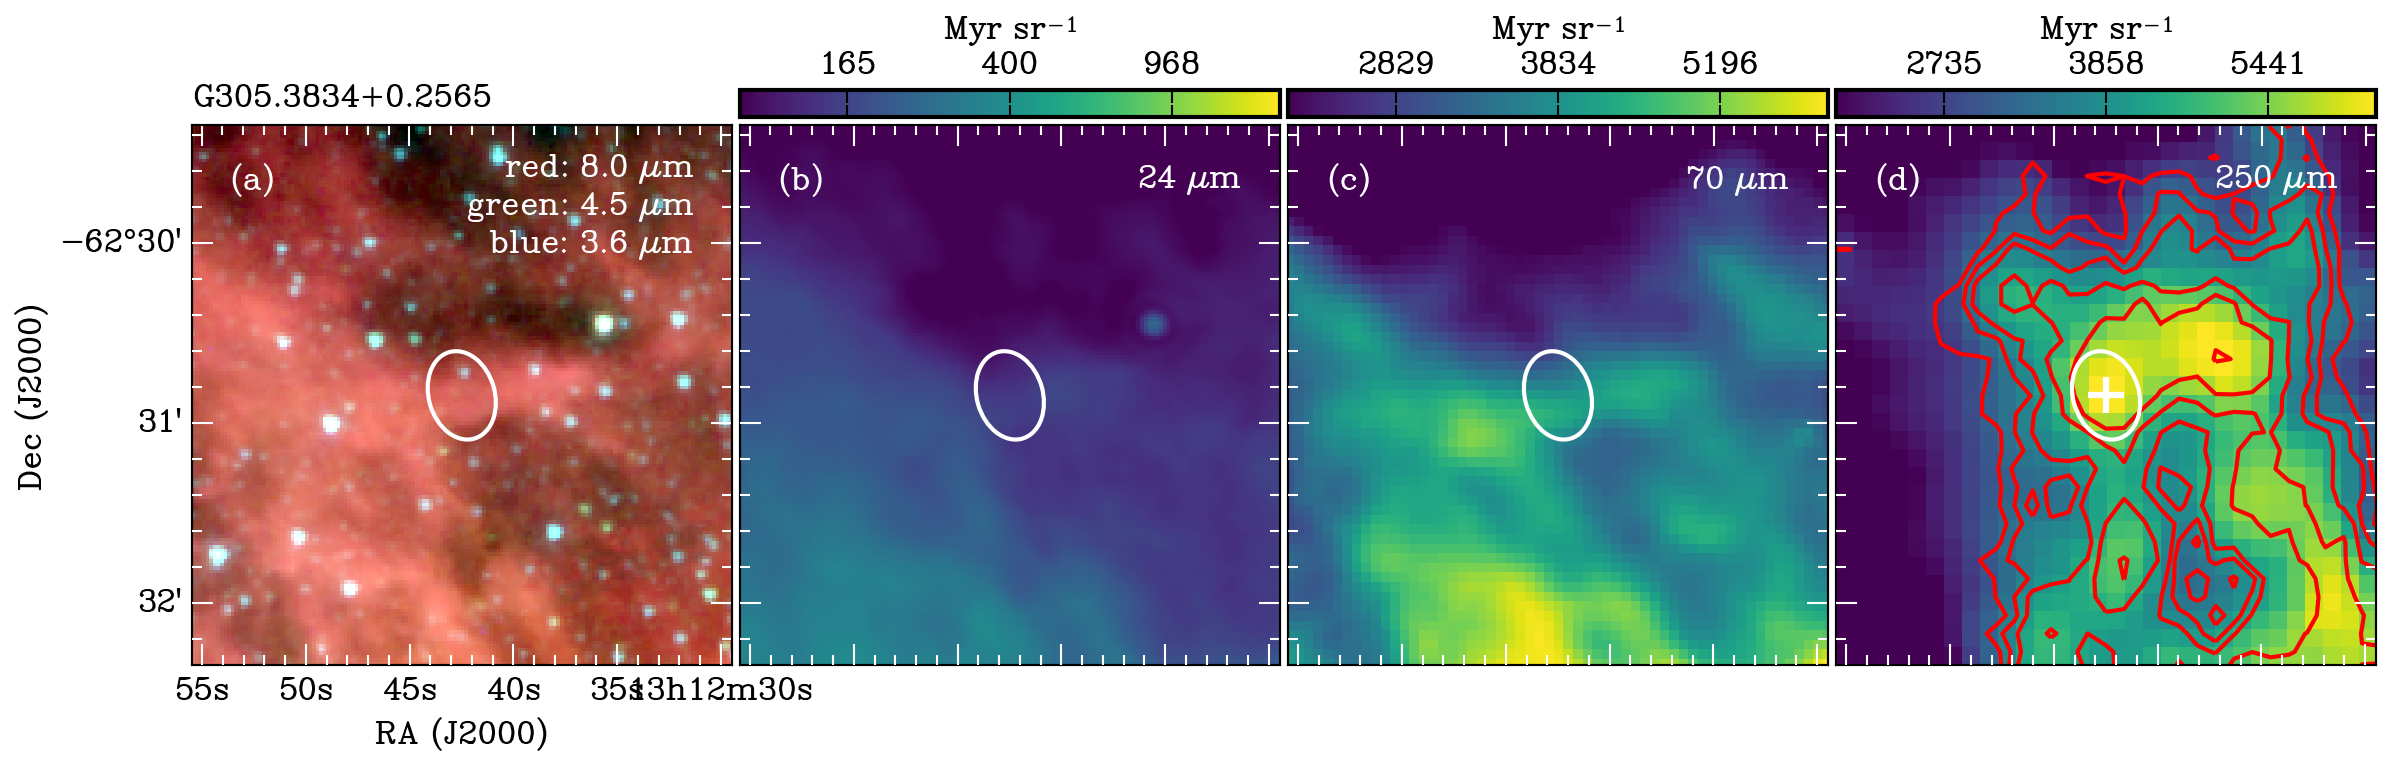 G305.3834+0.2565
Myr sr⁻¹
165 400 968
Myr sr⁻¹
2829 3834 5196
Myr sr⁻¹
2735 3858 5441
(a)
red: 8.0 μm
green: 4.5 μm
blue: 3.6 μm
(b)
24 μm
(c)
70 μm
(d)
250 μm
−62°30'
31'
32'
Dec (J2000)
55s 50s 45s 40s 35s 13h12m30s
RA (J2000)